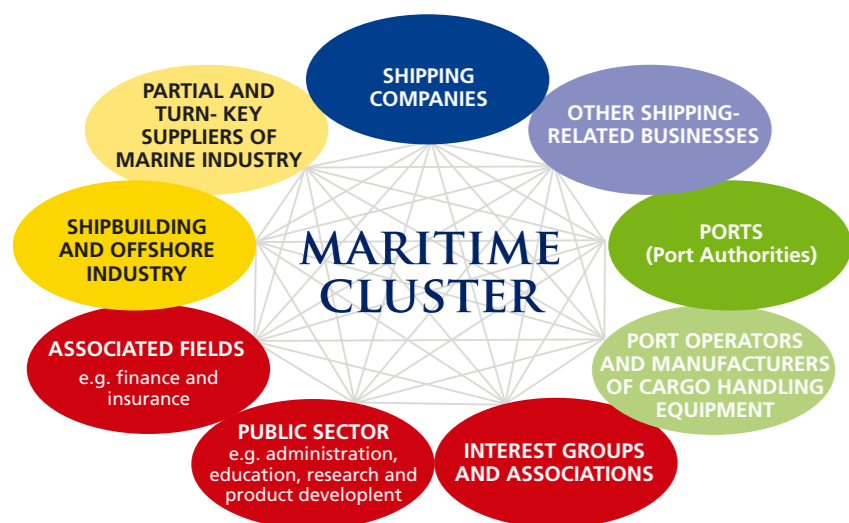 SHIPPING
COMPANIES
OTHER SHIPPING-
RELATED BUSINESSES
PORTS
(Port Authorities)
PORT OPERATORS
AND MANUFACTURERS
OF CARGO HANDLING
EQUIPMENT
INTEREST GROUPS
AND ASSOCIATIONS
PUBLIC SECTOR
e.g. administration,
education, research and
product developlent
ASSOCIATED FIELDS
e.g. finance and
insurance
SHIPBUILDING
AND OFFSHORE
INDUSTRY
PARTIAL AND
TURN- KEY
SUPPLIERS OF
MARINE INDUSTRY
MARITIME
CLUSTER